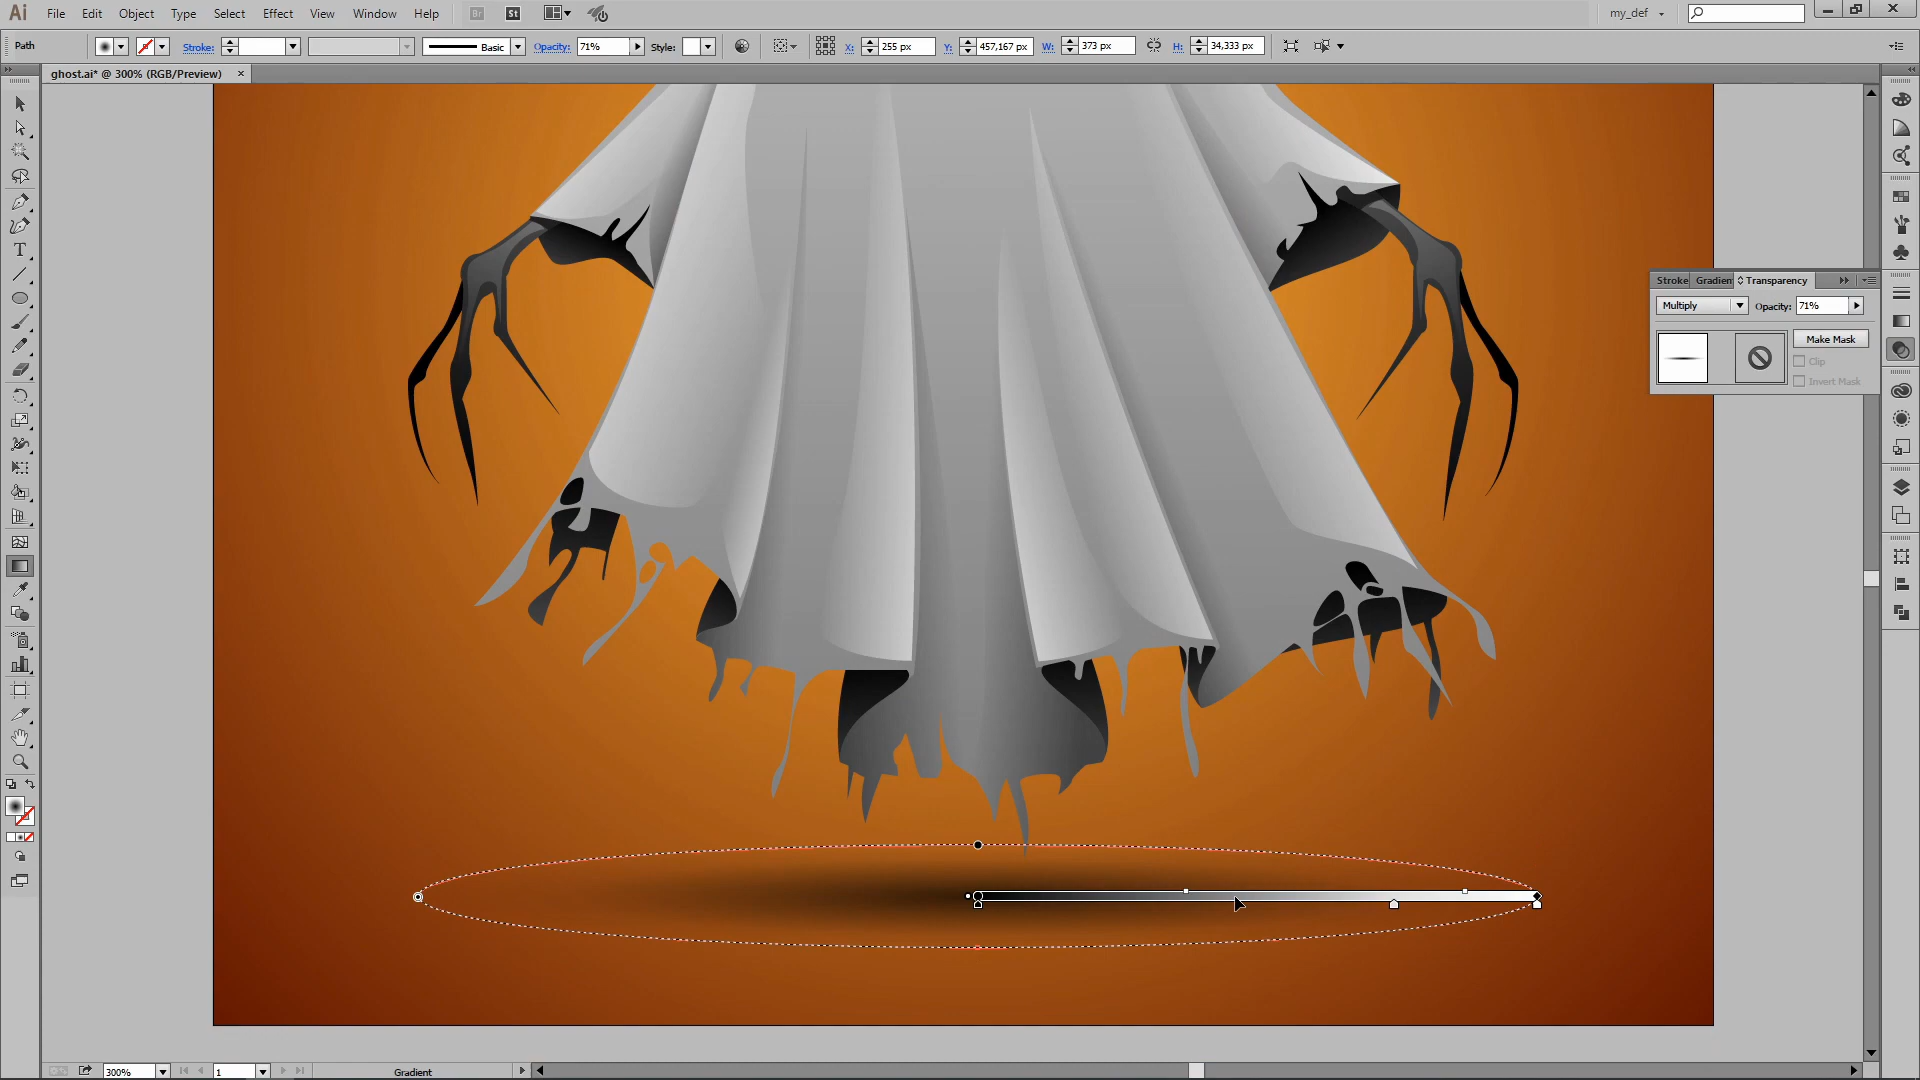 Ai File Edit Object Type Select Effect View Window Help Br St my_def
Path Stroke: Basic Opacity: 71% Style: X: 255 px Y: 457,167 px W: 373 px H: 34,333 px
ghost.ai* @ 300% (RGB/Preview) ×
T
Stroke Gradien Transparency
Multiply Opacity: 71%
Make Mask
Clip
Invert Mask
300% 1 Gradient